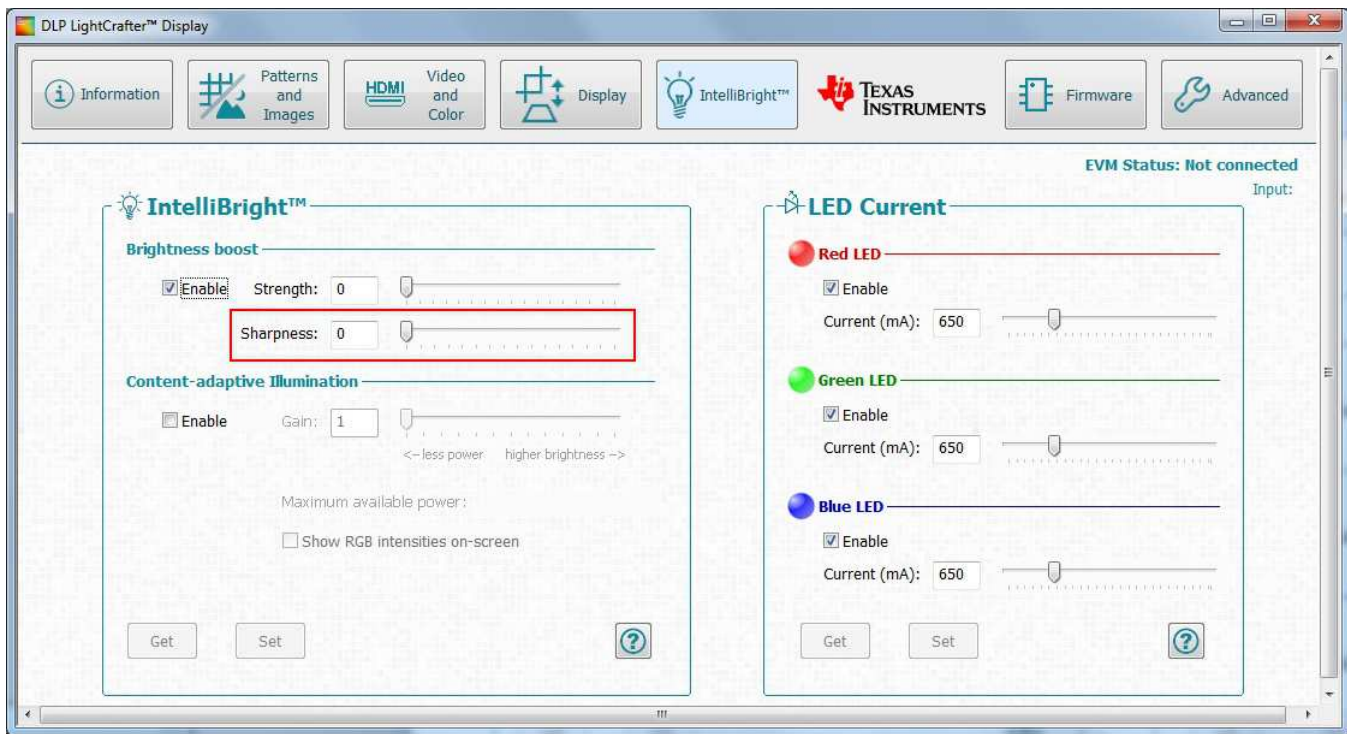 DLP LightCrafter™ Display
Information
Patterns
and
Images
HDMI
Video
and
Color
Display
IntelliBright™
TEXAS
INSTRUMENTS
Firmware
Advanced
EVM Status: Not connected
Input:
IntelliBright™
Brightness boost
Enable Strength: 0
Sharpness: 0
Content-adaptive Illumination
Enable Gain: 1
<-less power higher brightness ->
Maximum available power:
Show RGB intensities on-screen
Get Set ?
LED Current
Red LED
Enable
Current (mA): 650
Green LED
Enable
Current (mA): 650
Blue LED
Enable
Current (mA): 650
Get Set ?